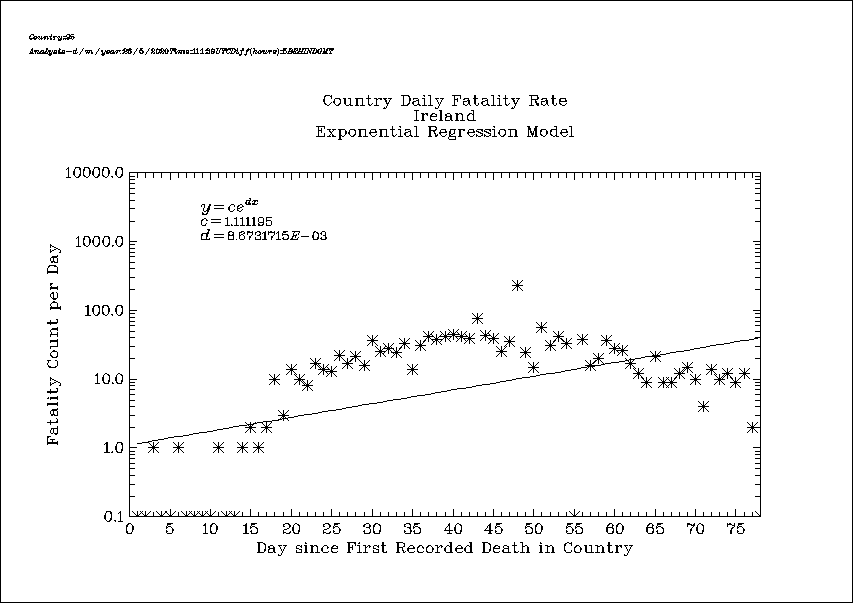 Country:25
Country Daily Fatality Rate
Ireland
Exponential Regression Model
10000.0
y=ce^dx
c=1.111195
d=8.6731715E-03
1000.0
100.0
10.0
1.0
0.1
Fatality Count per Day
0 5 10 15 20 25 30 35 40 45 50 55 60 65 70 75
Day since First Recorded Death in Country